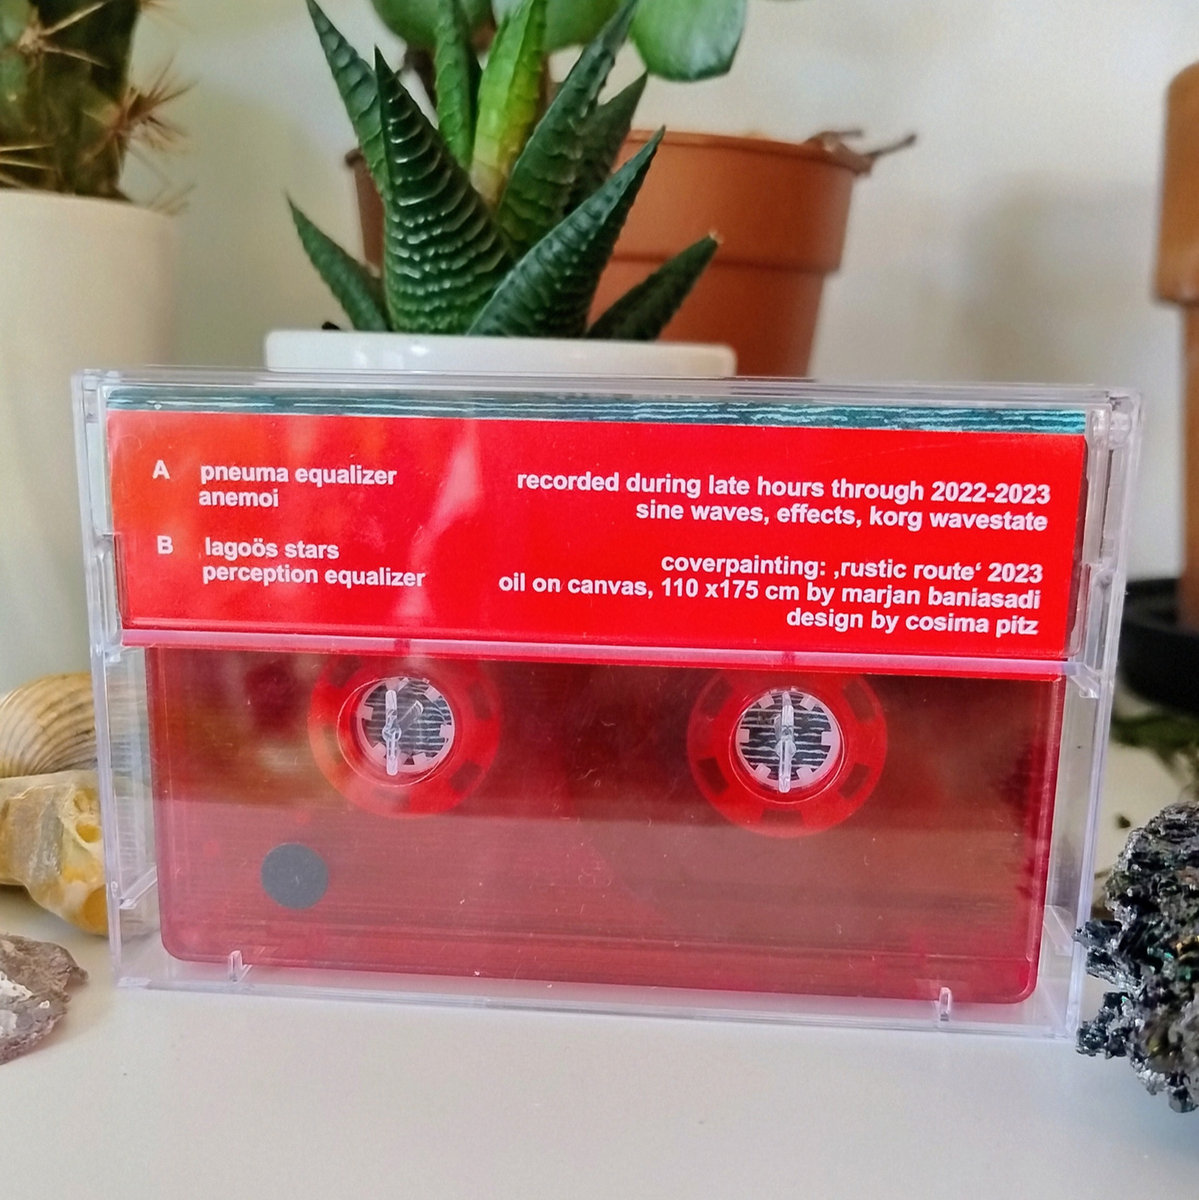 A pneuma equalizer
anemoi
B lagoös stars
perception equalizer
recorded during late hours through 2022-2023
sine waves, effects, korg wavestate
coverpainting: ‚rustic route‘ 2023
oil on canvas, 110 x175 cm by marjan baniasadi
design by cosima pitz